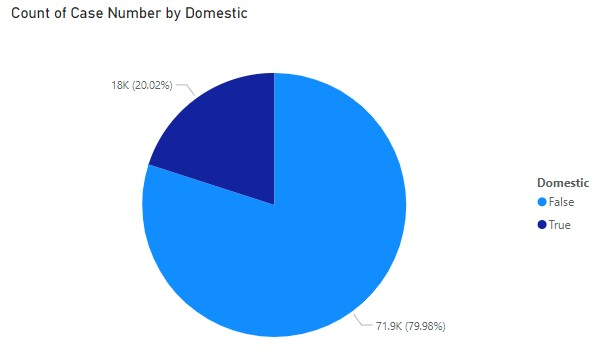 Count of Case Number by Domestic
18K (20.02%)
Domestic
False
True
71.9K (79.98%)